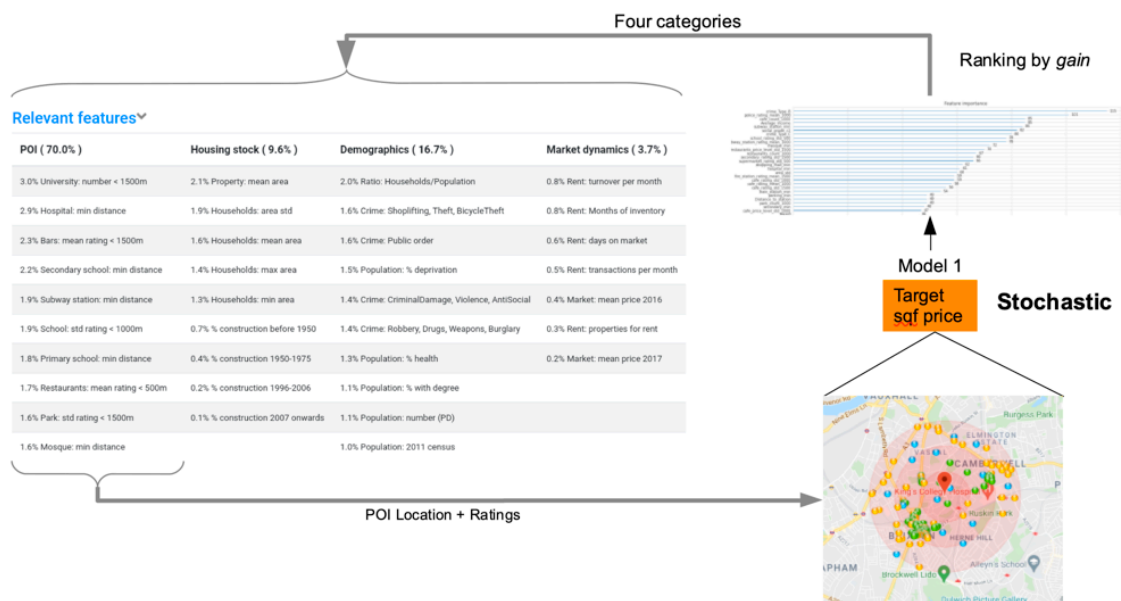 Four categories
Ranking by gain
Feature importance
Relevant features
POI ( 70.0%)
Housing stock ( 9.6%)
Demographics ( 16.7%)
Market dynamics ( 3.7%)
3.0% University: number < 1500m
2.1% Property: mean area
2.0% Ratio: Households/Population
0.8% Rent: turnover per month
2.9% Hospital: min distance
1.9% Households: area std
1.6% Crime: Shoplifting, Theft, BicycleTheft
0.8% Rent: Months of inventory
2.3% Bars: mean rating < 1500m
1.6% Households: mean area
1.6% Crime: Public order
0.6% Rent: days on market
2.2% Secondary school: min distance
1.4% Households: max area
1.5% Population: % deprivation
0.5% Rent: transactions per month
1.9% Subway station: min distance
1.3% Households: min area
1.4% Crime: CriminalDamage, Violence, AntiSocial
0.4% Market: mean price 2016
1.9% School: std rating < 1000m
0.7% % construction before 1950
1.4% Crime: Robbery, Drugs, Weapons, Burglary
0.3% Rent: properties for rent
1.8% Primary school: min distance
0.4% % construction 1950-1975
1.3% Population: % health
0.2% Market: mean price 2017
1.7% Restaurants: mean rating < 500m
0.2% % construction 1996-2006
1.1% Population: % with degree
1.6% Park: std rating < 1500m
0.1% % construction 2007 onwards
1.1% Population: number (PD)
1.6% Mosque: min distance
1.0% Population: 2011 census
Model 1
Target
sqf price
Stochastic
POI Location + Ratings
VAUXHALL
Burgess Park
ELMINGTON
ESTATE
CAMBERWELL
King's College Hospital
Ruskin Park
HERNE HILL
Alleyn's School
Brockwell Lido
Dulwich Picture Gallery